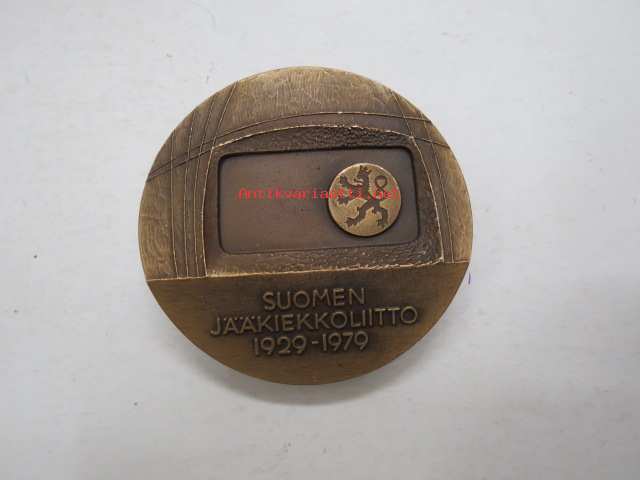 Antikvariaatti.net
SUOMEN
JÄÄKIEKKOLIITTO
1929-1979